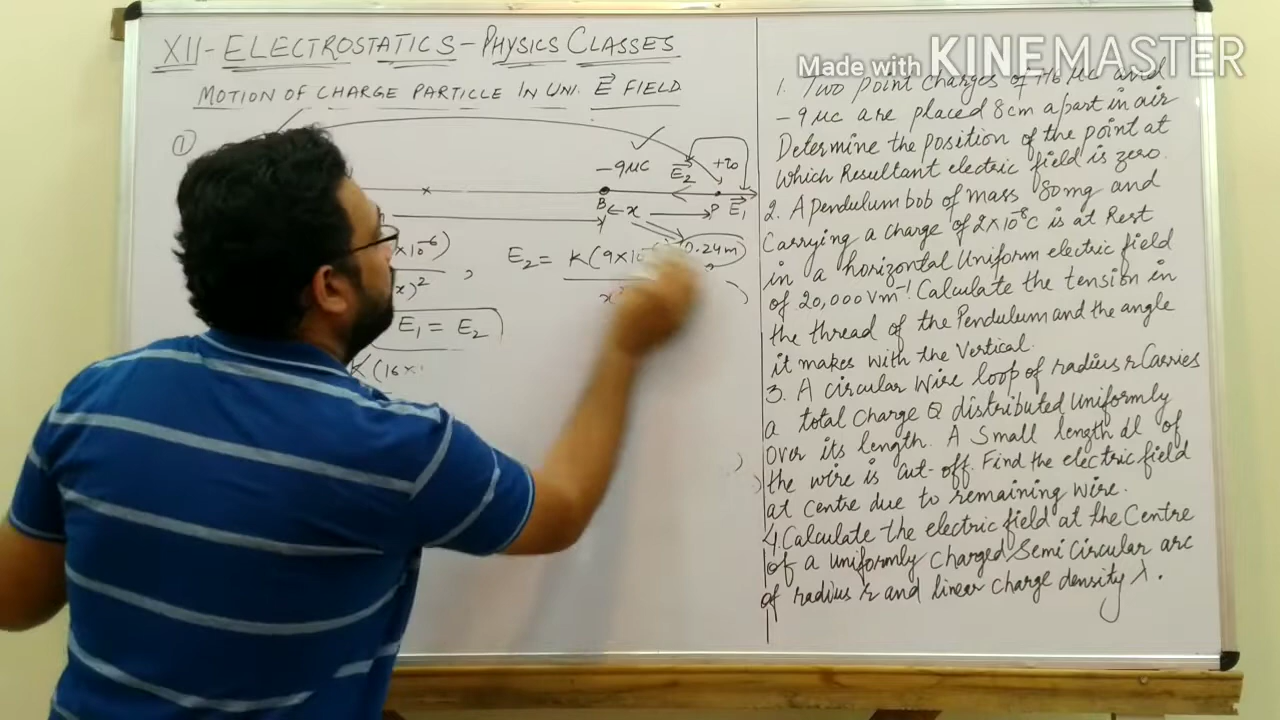 XII-ELECTROSTATICS-PHYSICS CLASSES
MOTION OF CHARGE PARTICLE IN UNI. E⃗ FIELD
①
-9μC
E⃗₂
B
x
P
E⃗₁
×10⁻⁶)
x)²
,
E₂ = K(9×10
0.24m
E₁ = E₂
K(16×
Made with KINEMASTER
1. Two point charges of +16 μc and
-9 μc are placed 8cm apart in air
Determine the position of the point at
which Resultant electric field is zero.
2. A pendulum bob of mass 80mg and
Carrying a charge of 2×10⁻⁸C is at Rest
in a horizontal Uniform electric field
of 20,000 Vm⁻¹. Calculate the tension in
the thread of the Pendulum and the angle
it makes with the Vertical.
3. A circular wire loop of radius r Carries
a total charge Q distributed Uniformly
over its length. A Small length dl of
the wire is cut-off. Find the electric field
at centre due to remaining wire.
4. Calculate the electric field at the Centre
of a uniformly Charged Semi Circular arc
of radius r and linear charge density λ.